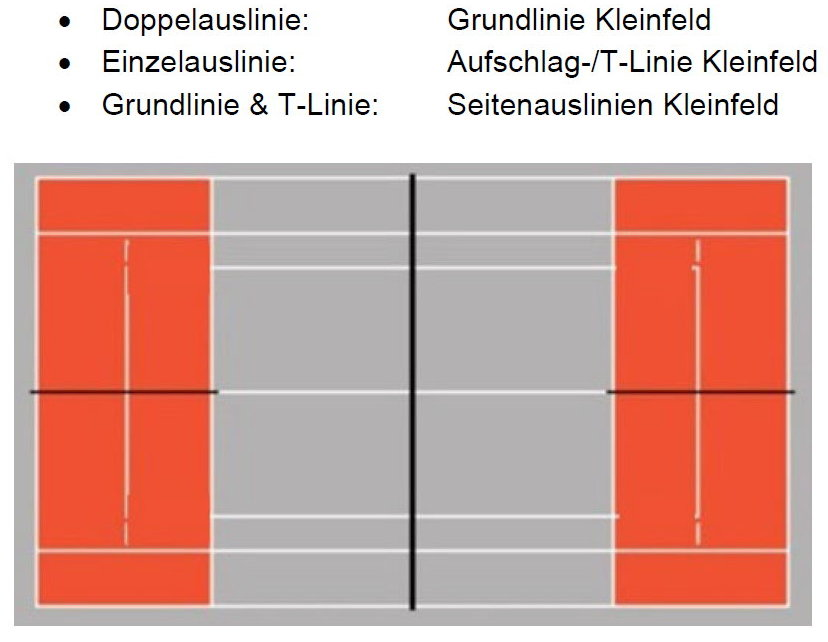 • Doppelauslinie: Grundlinie Kleinfeld
• Einzelauslinie: Aufschlag-/T-Linie Kleinfeld
• Grundlinie & T-Linie: Seitenauslinien Kleinfeld